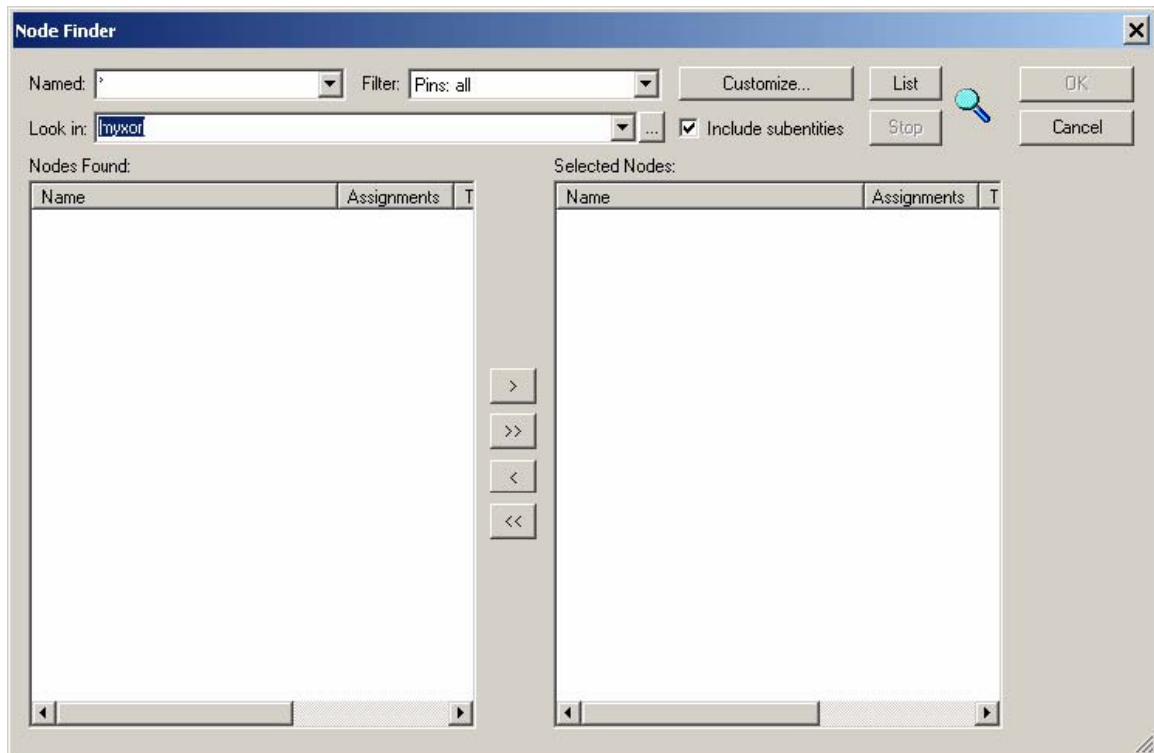 Node Finder
Named: * Filter: Pins: all Customize... List OK
Look in: |myxor Include subentities Stop Cancel
Nodes Found: Selected Nodes:
Name Assignments T Name Assignments T
>
>>
<
<<